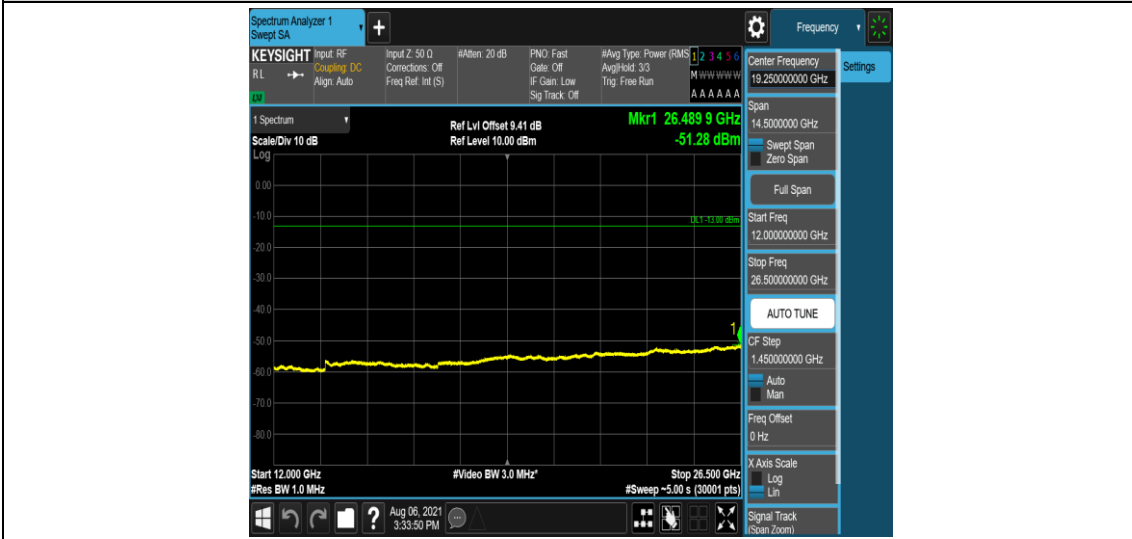 Spectrum Analyzer 1
Swept SA
+
Frequency
KEYSIGHT
RL
Input: RF
Coupling: DC
Align: Auto
Input Z: 50 Ω
Corrections: Off
Freq Ref: Int (S)
#Atten: 20 dB
PNO: Fast
Gate: Off
IF Gain: Low
Sig Track: Off
#Avg Type: Power (RMS
Avg|Hold: 3/3
Trig: Free Run
1 2 3 4 5 6
M W W W W W
A A A A A A
1 Spectrum
Scale/Div 10 dB
Log
Ref Lvl Offset 9.41 dB
Ref Level 10.00 dBm
Mkr1 26.489 9 GHz
-51.28 dBm
0.00
-10.0
DL1 -13.00 dBm
-20.0
-30.0
-40.0
1
-50.0
-60.0
-70.0
-80.0
Start 12.000 GHz
#Res BW 1.0 MHz
#Video BW 3.0 MHz*
Stop 26.500 GHz
#Sweep ~5.00 s (30001 pts)
Center Frequency
19.250000000 GHz
Settings
Span
14.5000000 GHz
Swept Span
Zero Span
Full Span
Start Freq
12.000000000 GHz
Stop Freq
26.500000000 GHz
AUTO TUNE
CF Step
1.450000000 GHz
Auto
Man
Freq Offset
0 Hz
X Axis Scale
Log
Lin
Signal Track
(Span Zoom)
?
Aug 06, 2021
3:33:50 PM